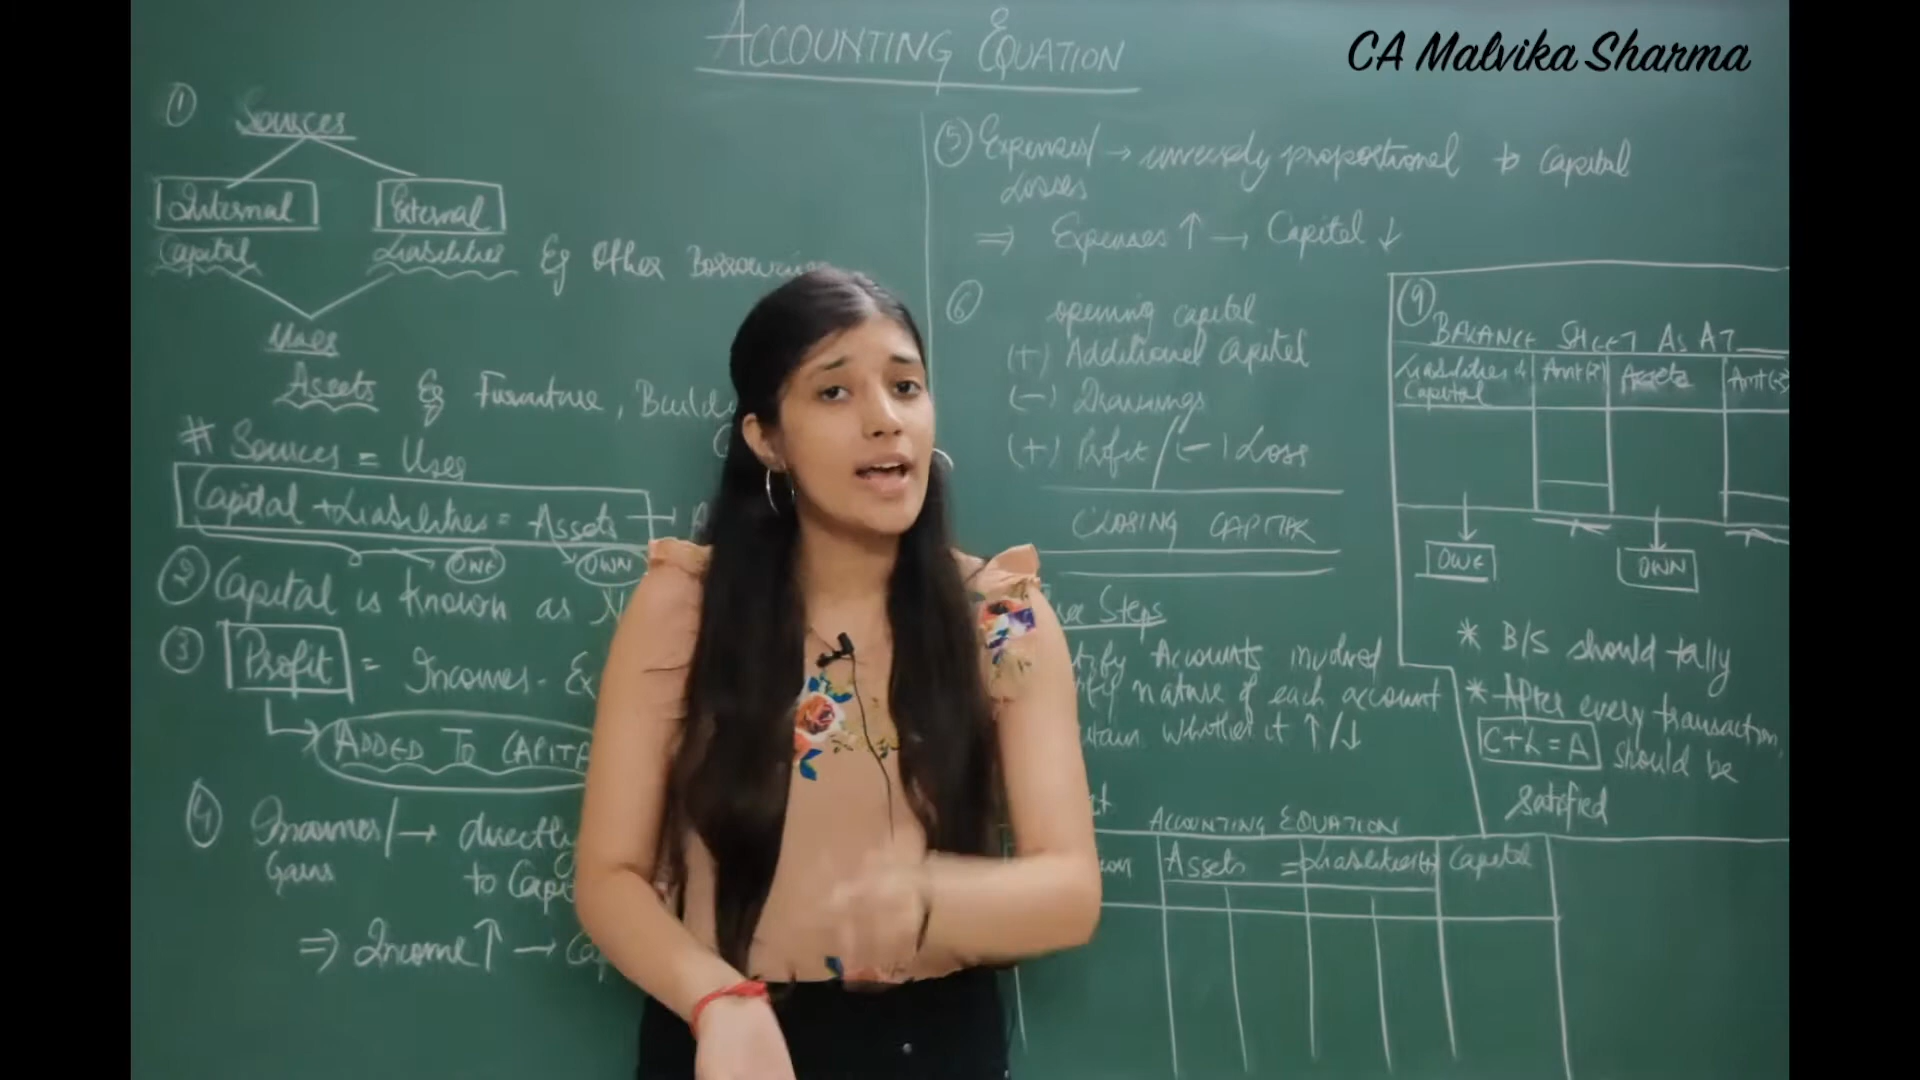 ACCOUNTING EQUATION
CA Malvika Sharma
① Sources
Internal External
Capital Liabilities Eg Other Borrowings
Uses
Assets Eg Furniture,
# Sources = Uses
Capital + Liabilities = Assets →
OWE OWN
② Capital is known as
③ Profit = Incomes -
ADDED TO
④ Incomes/ → directly
Gains to
⇒ Income ↑ →
⑤ Expenses/ → inversely proportional to Capital
Losses
⇒ Expenses ↑ → Capital ↓
⑥ opening capital
(+) Additional Capital
(-) Drawings
(+) Profit / (-) Loss
CLOSING CAPITAL
Steps
Accounts involved
nature of each account
whether it ↑/↓
ACCOUNTING EQUATION
Assets = Liabilities (+) Capital
⑨
BALANCE SHEET AS AT
Liabilities & Amt(₹) Assets Amt(₹)
Capital
OWE OWN
* B/S should tally
* After every transaction,
C+L=A should be
satisfied